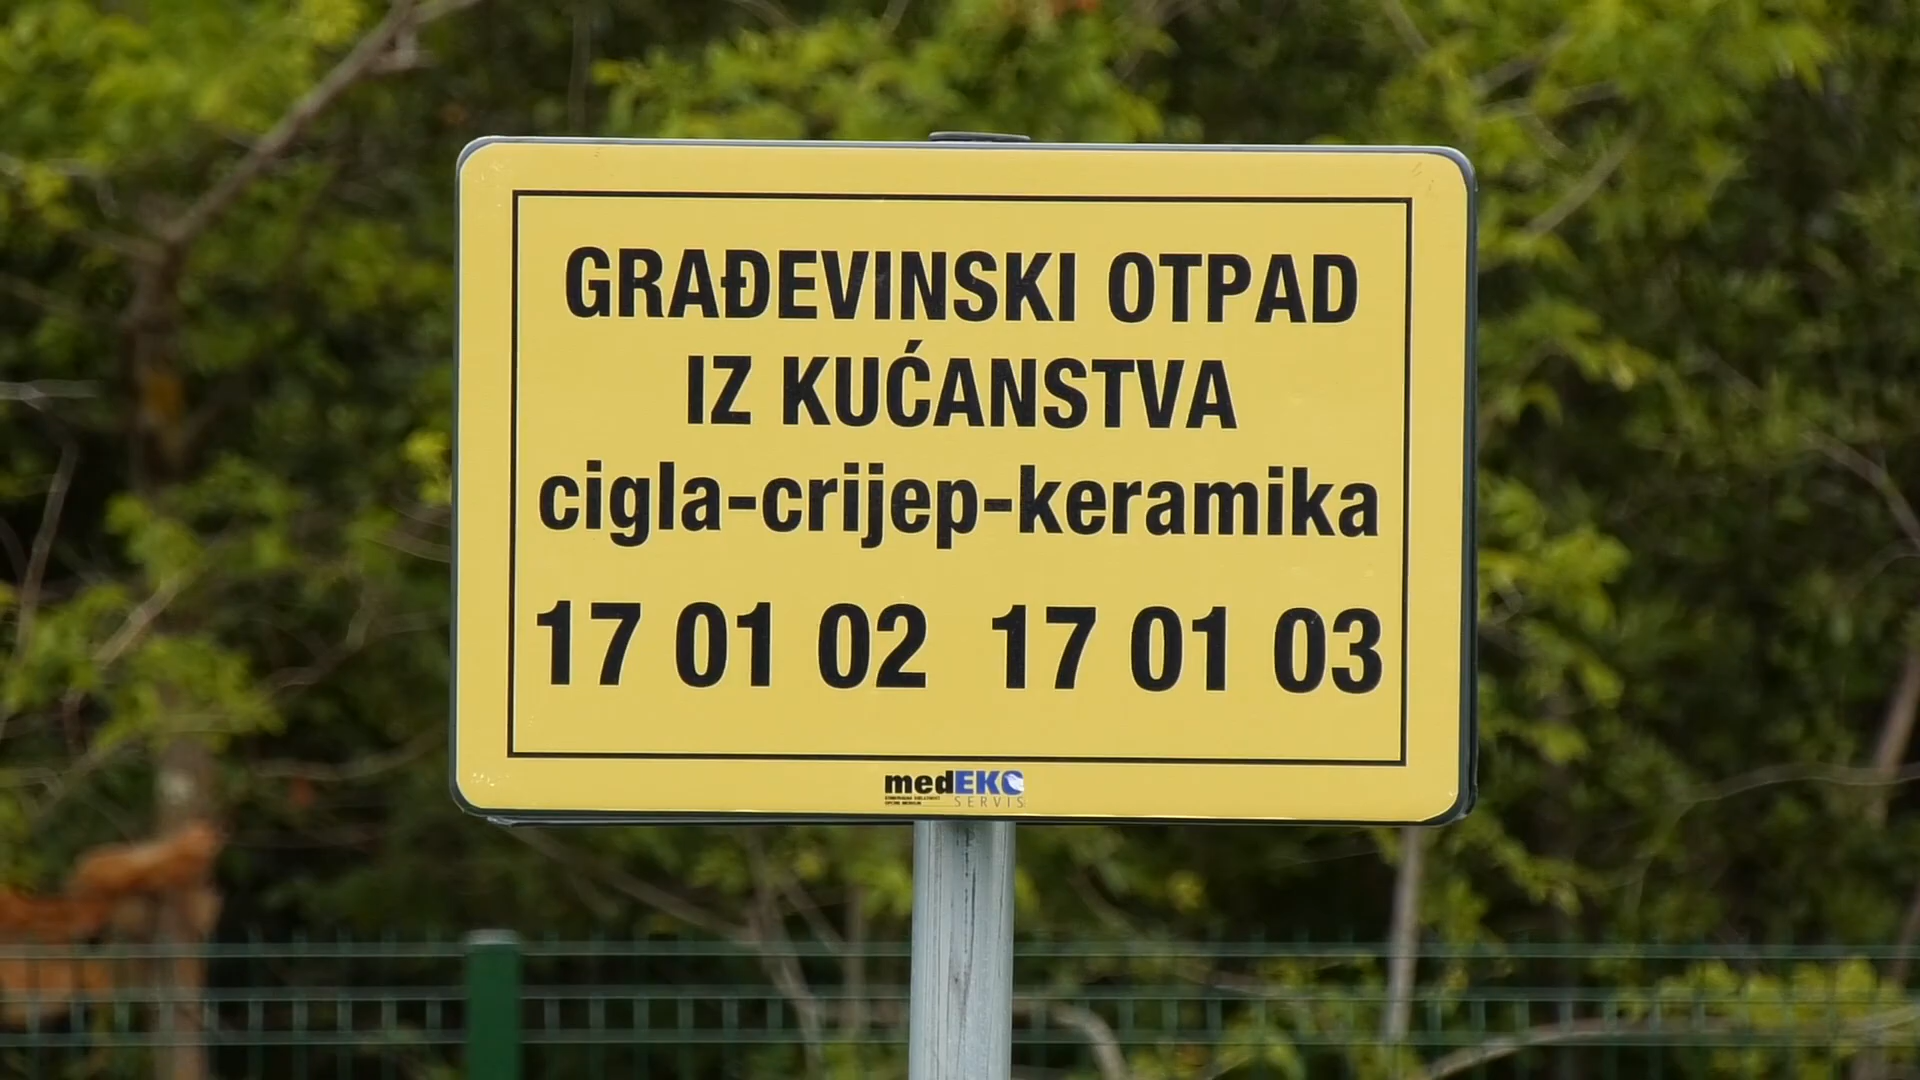 GRAĐEVINSKI OTPAD
IZ KUĆANSTVA
cigla-crijep-keramika
17 01 02 17 01 03
medEKO
SERVIS